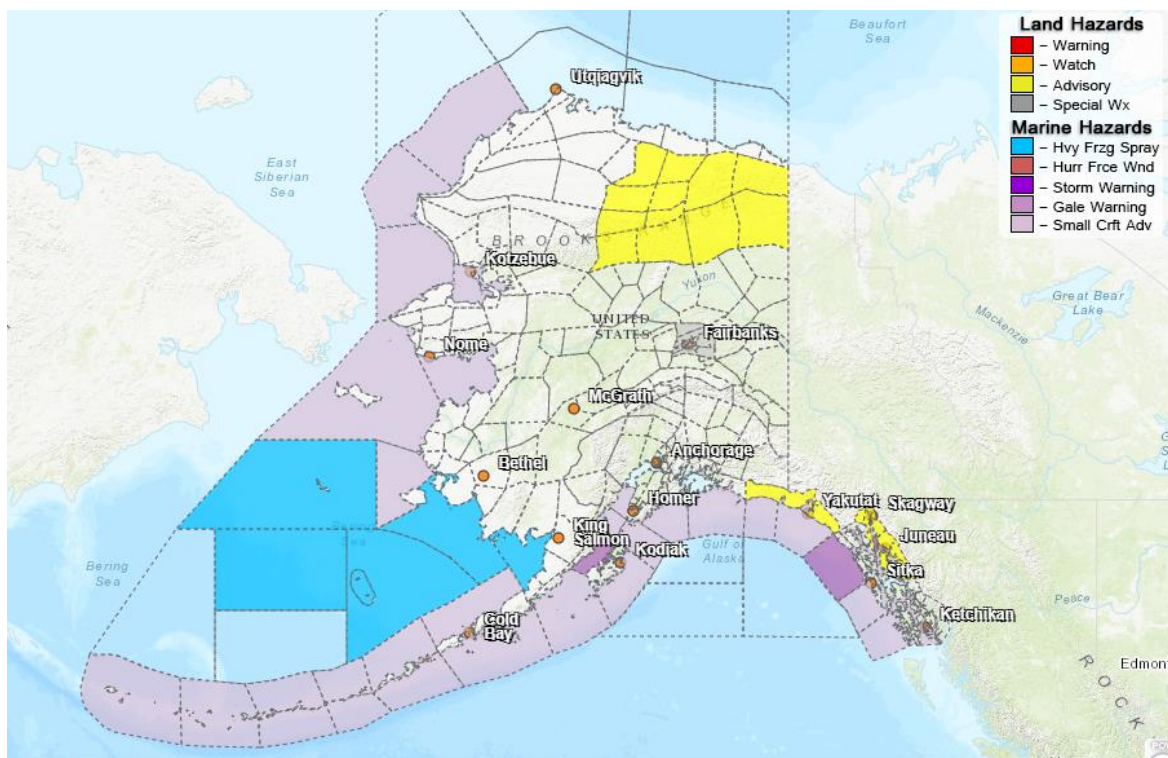 Beaufort
Sea
Land Hazards
– Warning
– Watch
– Advisory
– Special Wx
Marine Hazards
– Hvy Frzg Spray
– Hurr Frce Wnd
– Storm Warning
– Gale Warning
– Small Crft Adv
Utqiagvik
East
Siberian
Sea
BROOKS
Kotzebue
Yukon
Great Bear
Lake
Mackenzie
UNITED
STATES
Fairbanks
Nome
McGrath
Anchorage
Bethel
Homer
Yakutat
Skagway
King
Salmon
Juneau
Kodiak
Gulf of
Alaska
Sitka
Bering
Sea
Peace
Ketchikan
Cold
Bay
Edmont
ROCK